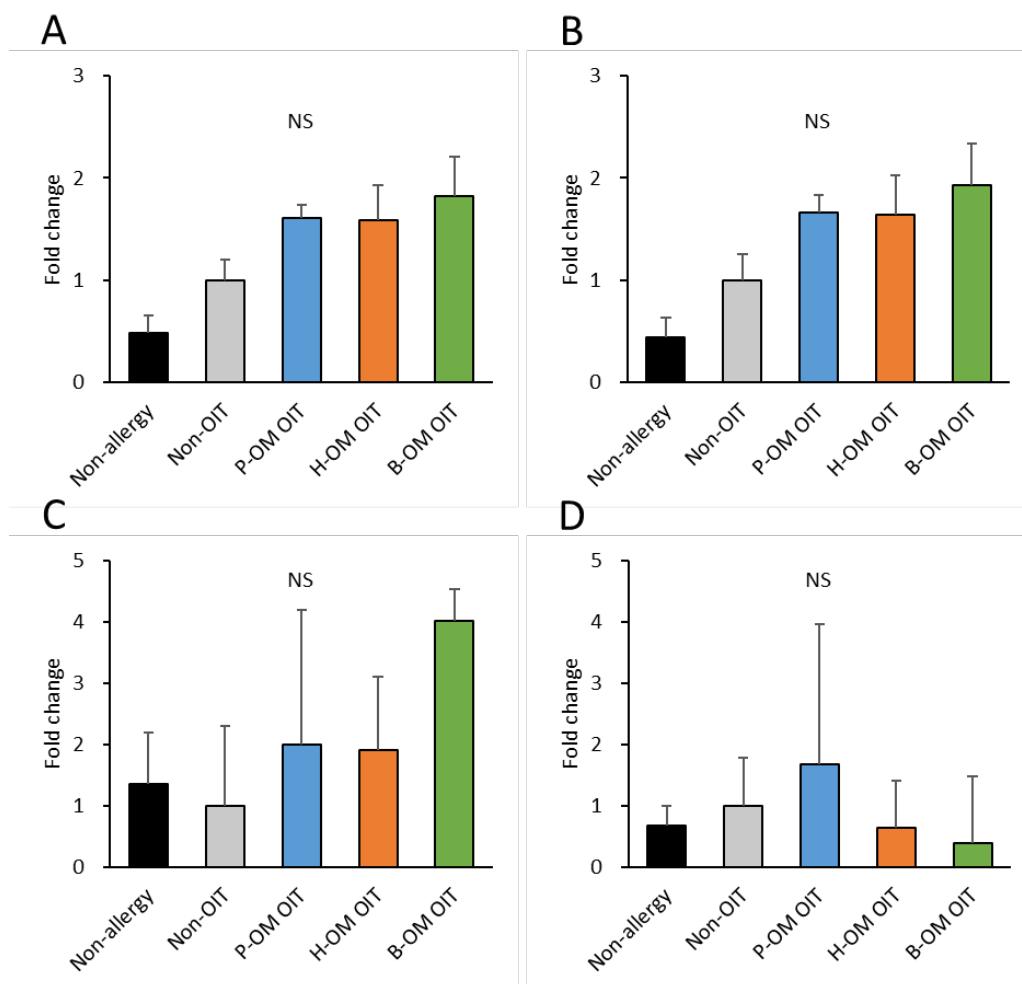 A
3
2
1
0
Fold change
NS
Non-allergy
Non-OIT
P-OM OIT
H-OM OIT
B-OM OIT
B
3
2
1
0
Fold change
NS
Non-allergy
Non-OIT
P-OM OIT
H-OM OIT
B-OM OIT
C
5
4
3
2
1
0
Fold change
NS
Non-allergy
Non-OIT
P-OM OIT
H-OM OIT
B-OM OIT
D
5
4
3
2
1
0
Fold change
NS
Non-allergy
Non-OIT
P-OM OIT
H-OM OIT
B-OM OIT